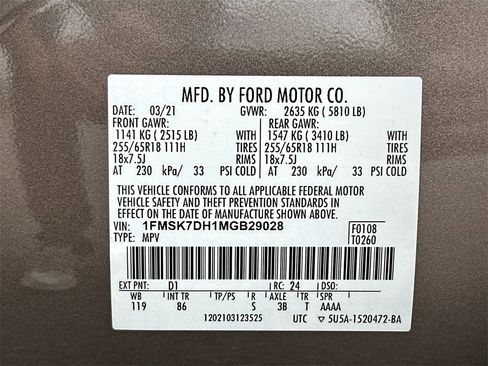 MFD. BY FORD MOTOR CO.
DATE: 03/21 GVWR: 2635 KG ( 5810 LB)
FRONT GAWR: REAR GAWR:
1141 KG ( 2515 LB) WITH 1547 KG ( 3410 LB) WITH
255/65R18 111H TIRES 255/65R18 111H TIRES
18x7.5J RIMS 18x7.5J RIMS
AT 230 kPa/ 33 PSI COLD AT 230 kPa/ 33 PSI COLD
THIS VEHICLE CONFORMS TO ALL APPLICABLE FEDERAL MOTOR
VEHICLE SAFETY AND THEFT PREVENTION STANDARDS IN
EFFECT ON THE DATE OF MANUFACTURE SHOWN ABOVE.
VIN: 1FMSK7DH1MGB29028 F0108
TYPE: MPV T0260
EXT PNT: D1 RC: 24 DSO:
WB INT TR TP/PS R AXLE TR SPR
119 86 S 3B T AAAA
1202103123525 UTC ▽ 5U5A-1520472-BA